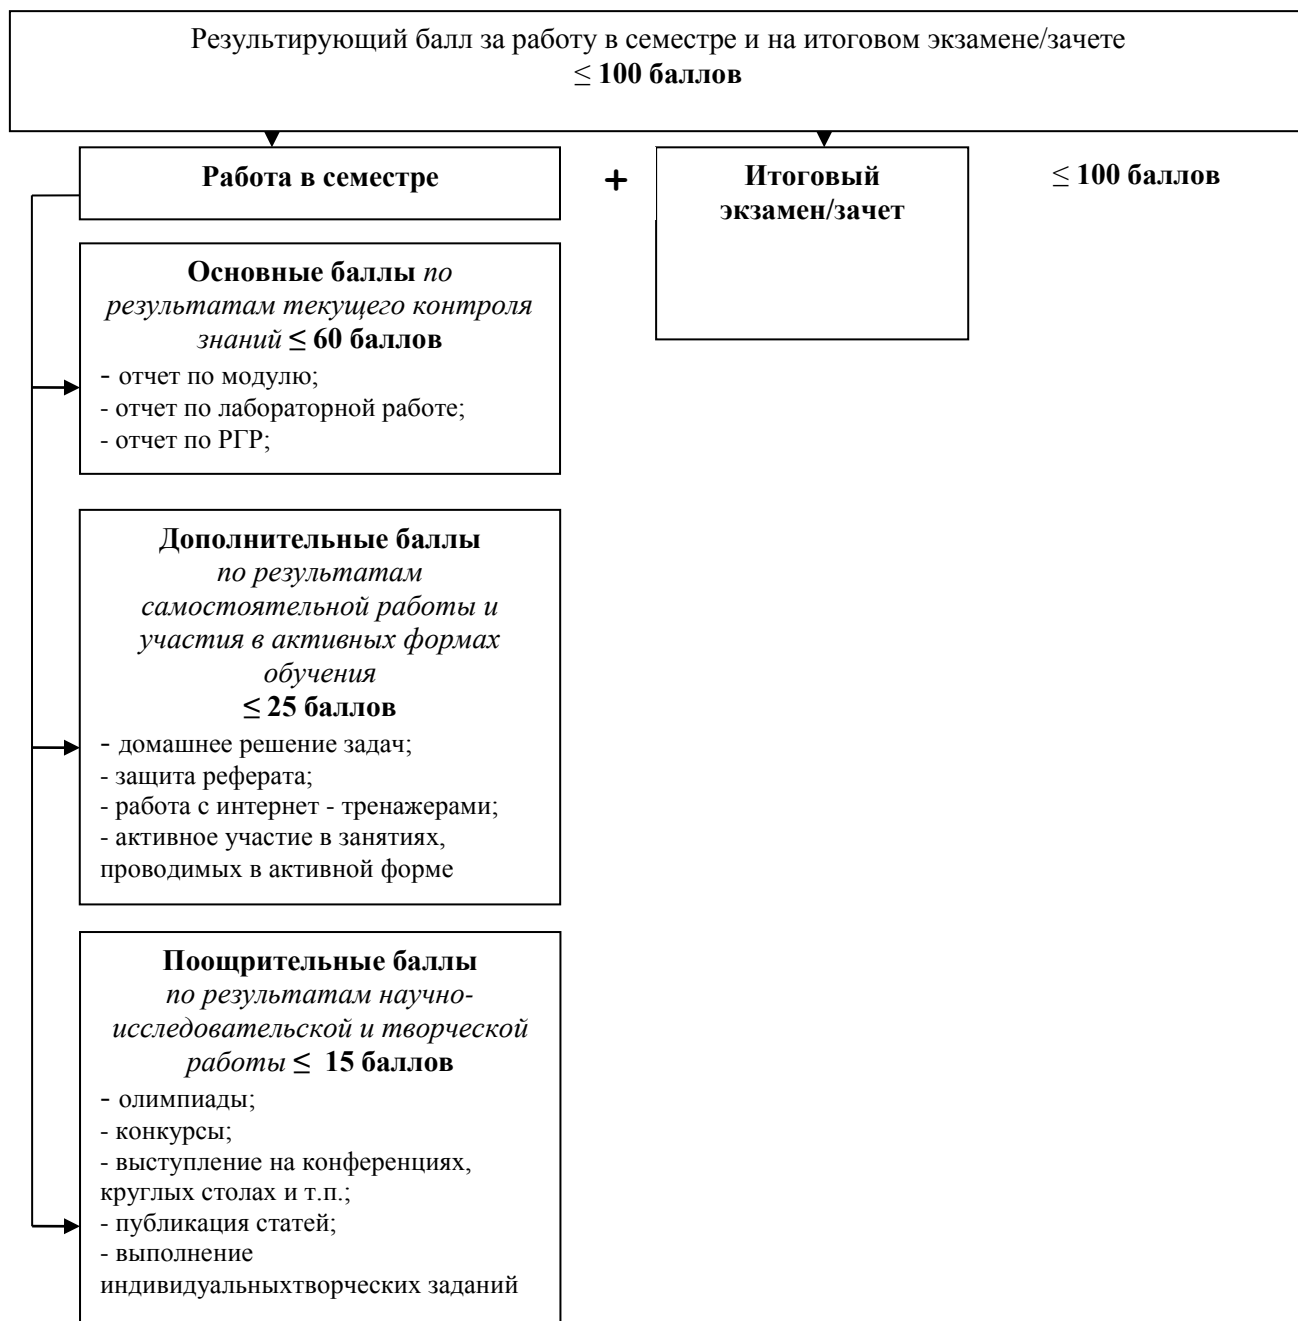 Результирующий балл за работу в семестре и на итоговом экзамене/зачете
≤ 100 баллов
Работа в семестре
+
Итоговый
экзамен/зачет
≤ 100 баллов
Основные баллы по
результатам текущего контроля
знаний ≤ 60 баллов
- отчет по модулю;
- отчет по лабораторной работе;
- отчет по РГР;
Дополнительные баллы
по результатам
самостоятельной работы и
участия в активных формах
обучения
≤ 25 баллов
- домашнее решение задач;
- защита реферата;
- работа с интернет - тренажерами;
- активное участие в занятиях,
проводимых в активной форме
Поощрительные баллы
по результатам научно-
исследовательской и творческой
работы ≤ 15 баллов
- олимпиады;
- конкурсы;
- выступление на конференциях,
круглых столах и т.п.;
- публикация статей;
- выполнение
индивидуальныхтворческих заданий